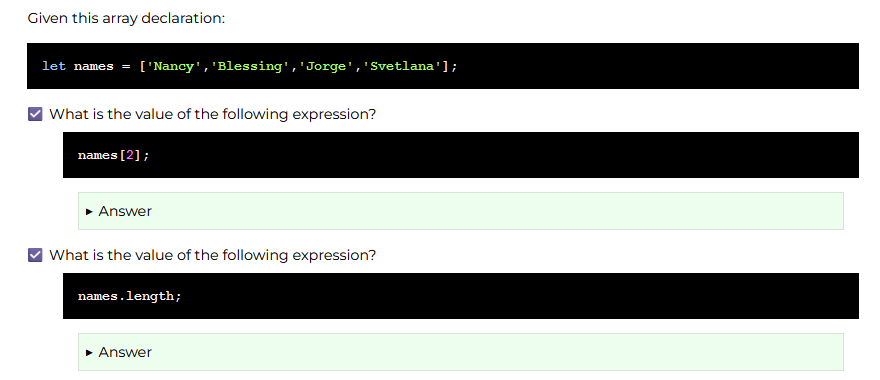 Given this array declaration:
let names = ['Nancy','Blessing','Jorge','Svetlana'];
What is the value of the following expression?
names[2];
▸ Answer
What is the value of the following expression?
names.length;
▸ Answer